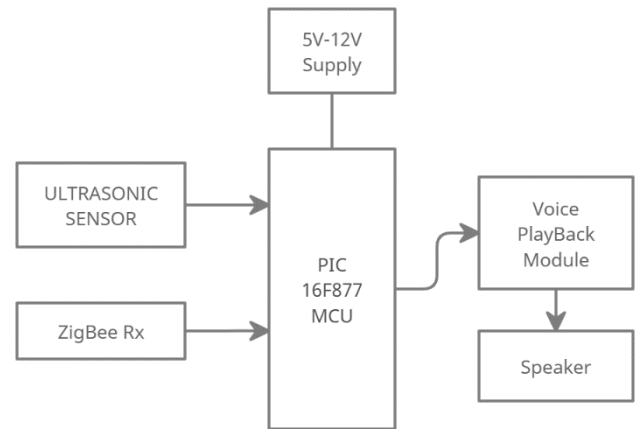 5V-12V
Supply
ULTRASONIC
SENSOR
ZigBee Rx
PIC
16F877
MCU
Voice
PlayBack
Module
Speaker